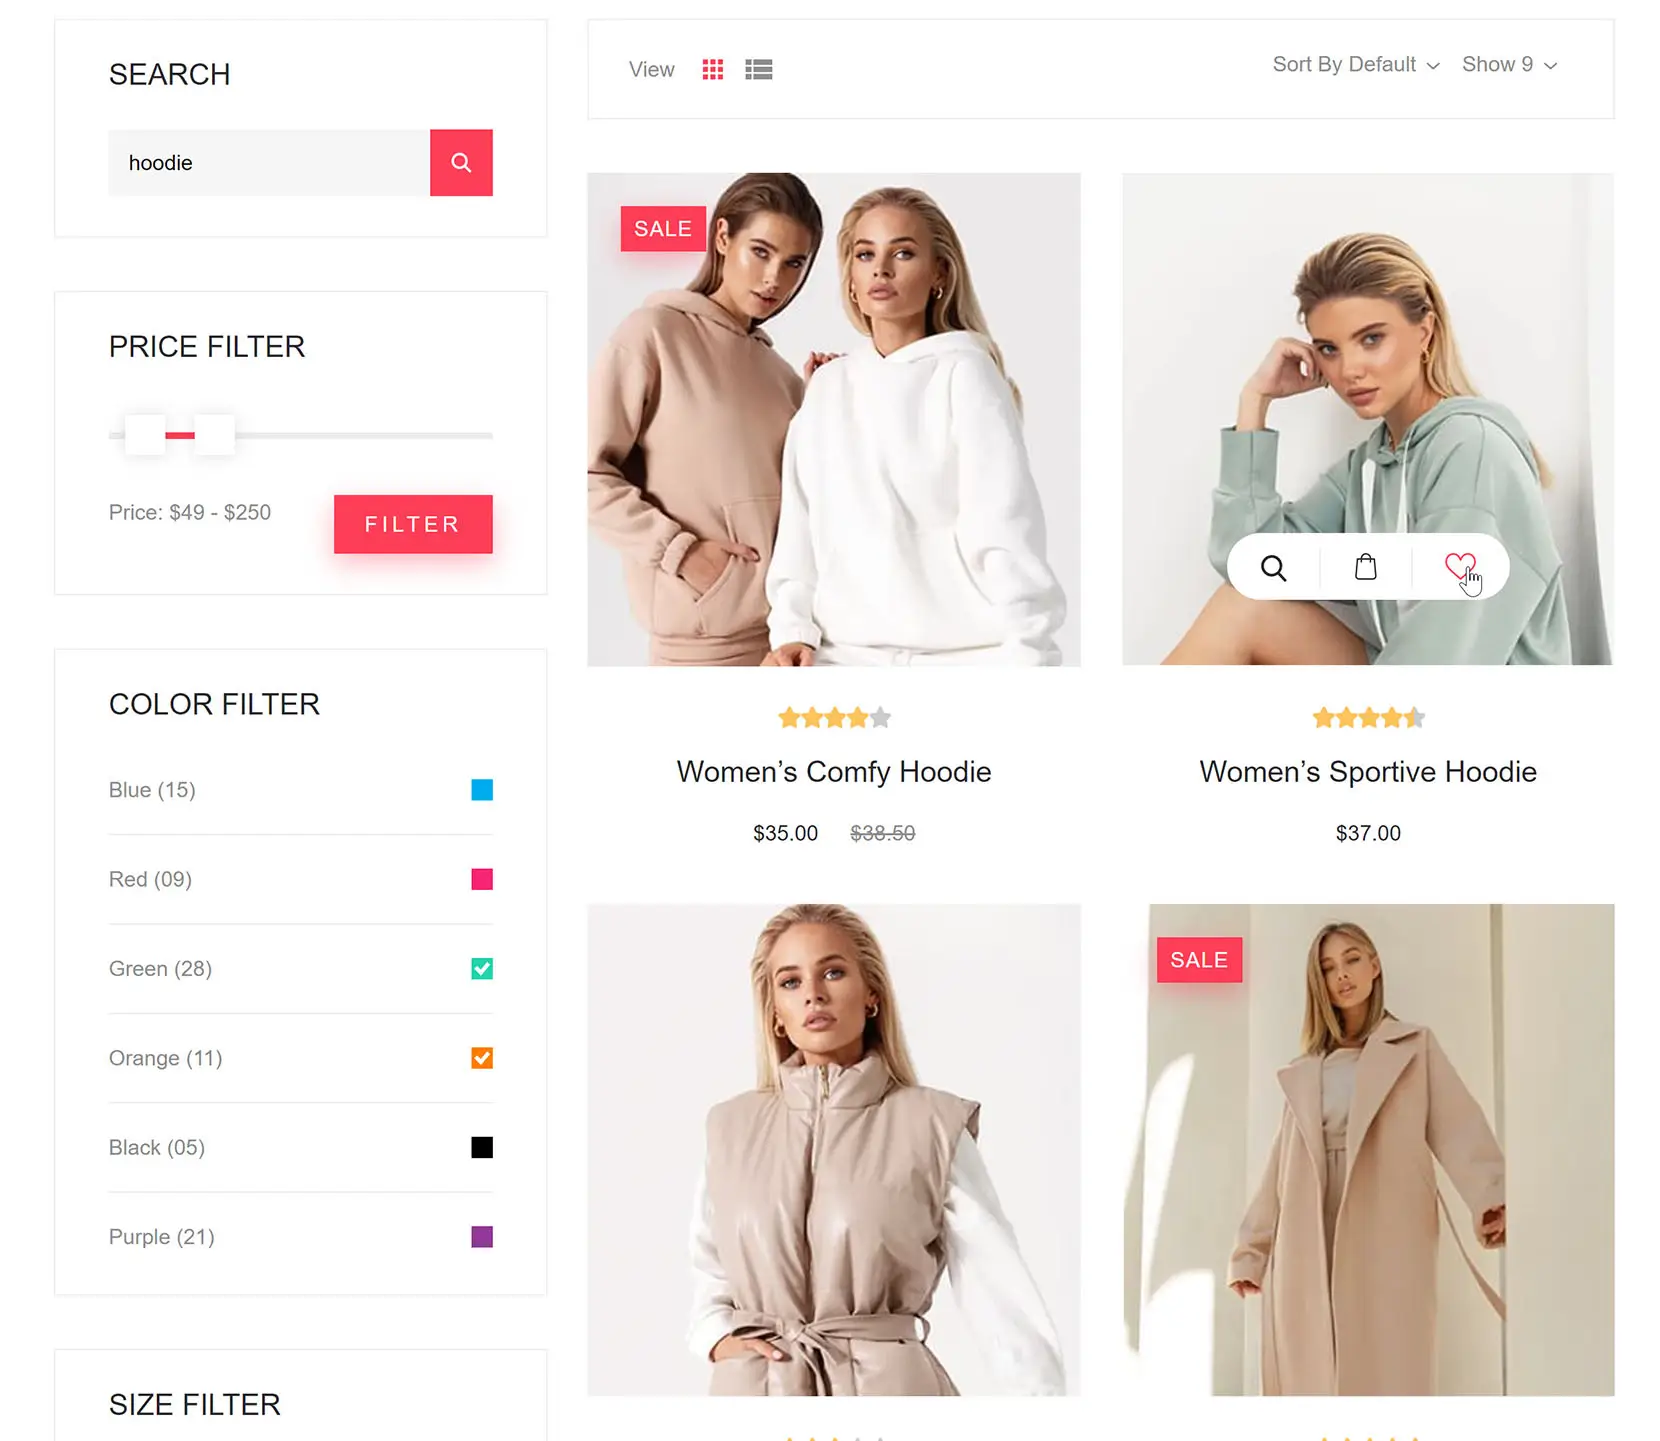 SEARCH
hoodie
PRICE FILTER
Price: $49 - $250
FILTER
COLOR FILTER
Blue (15)
Red (09)
Green (28)
Orange (11)
Black (05)
Purple (21)
SIZE FILTER
View
Sort By Default
Show 9
SALE
Women’s Comfy Hoodie
$35.00 $38.50
Women’s Sportive Hoodie
$37.00
SALE